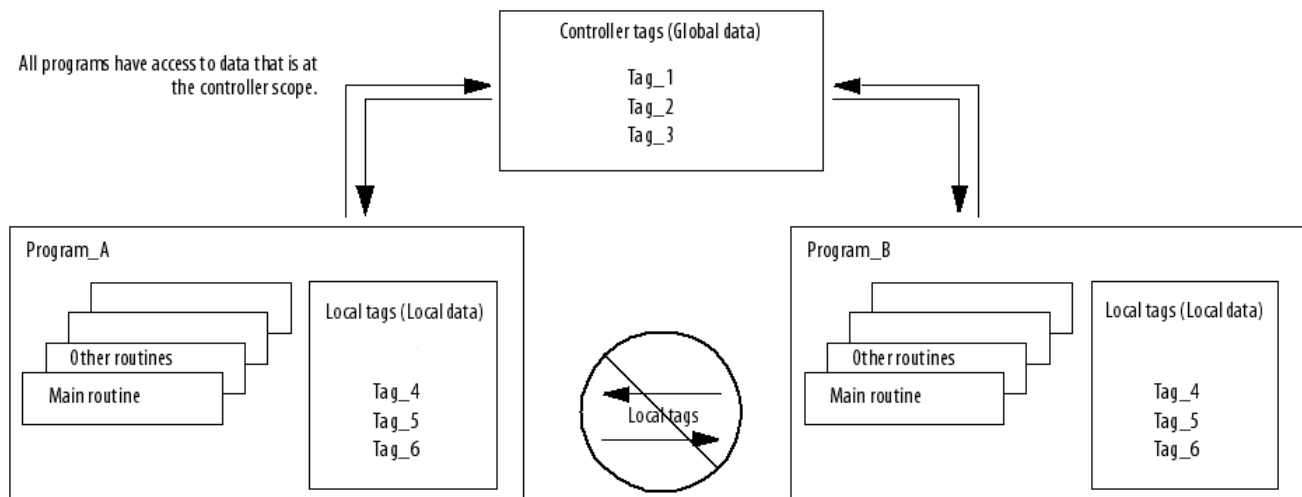 Controller tags (Global data)
Tag_1
Tag_2
Tag_3
All programs have access to data that is at
the controller scope.
Program_A
Other routines
Main routine
Local tags (Local data)
Tag_4
Tag_5
Tag_6
Local tags
Program_B
Other routines
Main routine
Local tags (Local data)
Tag_4
Tag_5
Tag_6